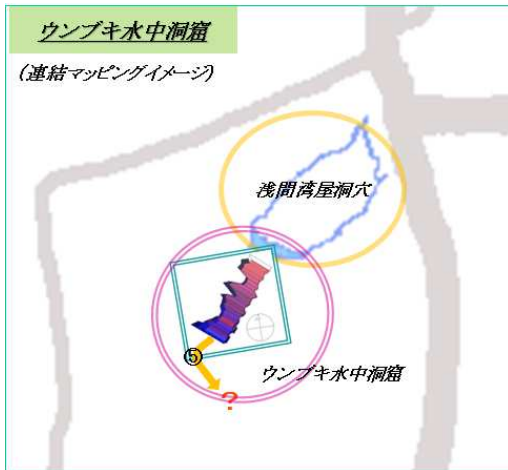 ウンブキ水中洞窟
(連結マッピングイメージ)
浅間湾屋洞穴
⑤
ウンブキ水中洞窟
?